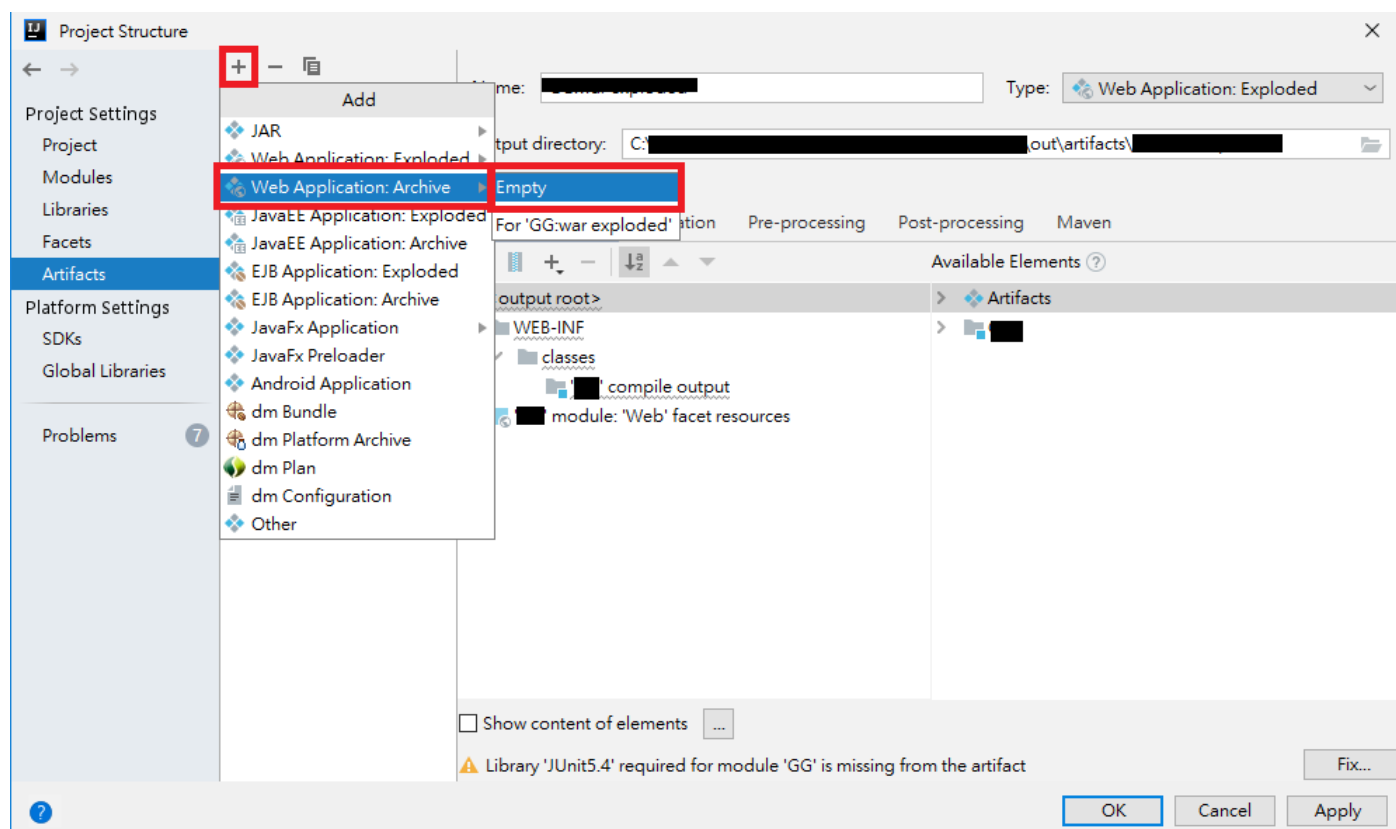 Project Structure
Project Settings
Project
Modules
Libraries
Facets
Artifacts
Platform Settings
SDKs
Global Libraries
Problems 7
Add
JAR
Web Application: Exploded
Web Application: Archive
JavaEE Application: Exploded
JavaEE Application: Archive
EJB Application: Exploded
EJB Application: Archive
JavaFx Application
JavaFx Preloader
Android Application
dm Bundle
dm Platform Archive
dm Plan
dm Configuration
Other
Empty
For 'GG:war exploded'
me:
Type: Web Application: Exploded
tput directory: C:\ \out\artifacts\
ation Pre-processing Post-processing Maven
Available Elements
output root>
WEB-INF
classes
' ' compile output
' module: 'Web' facet resources
Artifacts
Show content of elements ...
Library 'JUnit5.4' required for module 'GG' is missing from the artifact
Fix...
OK Cancel Apply